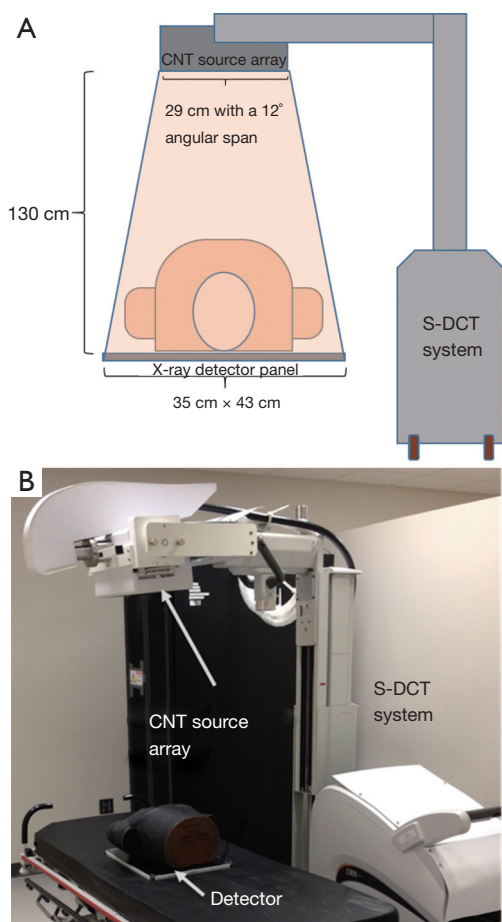 A
CNT source array
29 cm with a 12°
angular span
130 cm
S-DCT
system
X-ray detector panel
35 cm × 43 cm
B
CNT source
array
S-DCT
system
Detector